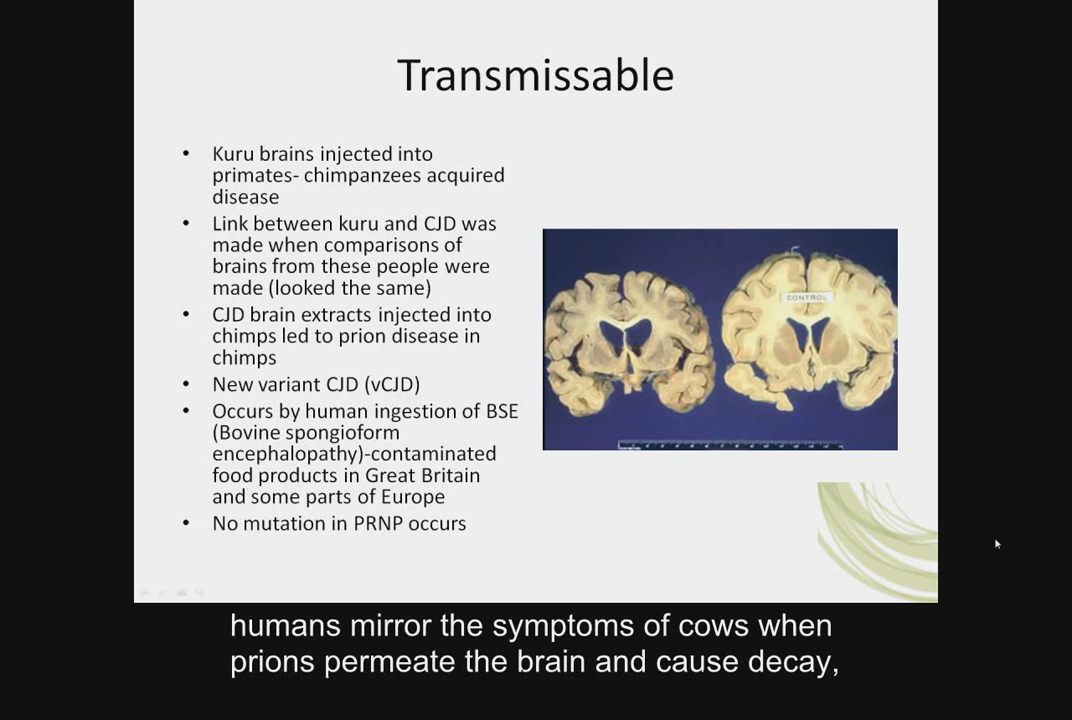 Transmissable
• Kuru brains injected into
primates- chimpanzees acquired
disease
• Link between kuru and CJD was
made when comparisons of
brains from these people were
made (looked the same)
• CJD brain extracts injected into
chimps led to prion disease in
chimps
• New variant CJD (vCJD)
• Occurs by human ingestion of BSE
(Bovine spongioform
encephalopathy)-contaminated
food products in Great Britain
and some parts of Europe
• No mutation in PRNP occurs
CONTROL
humans mirror the symptoms of cows when
prions permeate the brain and cause decay,